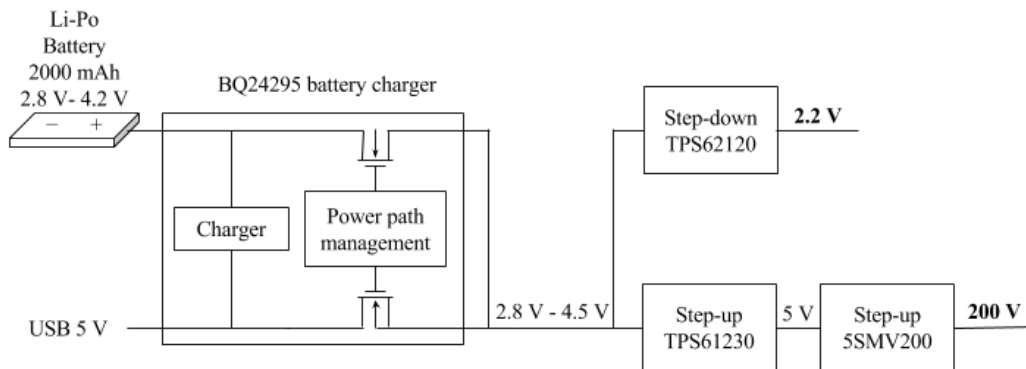 Li-Po
Battery
2000 mAh
2.8 V- 4.2 V
− +
BQ24295 battery charger
Charger
Power path
management
USB 5 V
2.8 V - 4.5 V
Step-down
TPS62120
2.2 V
Step-up
TPS61230
5 V
Step-up
5SMV200
200 V